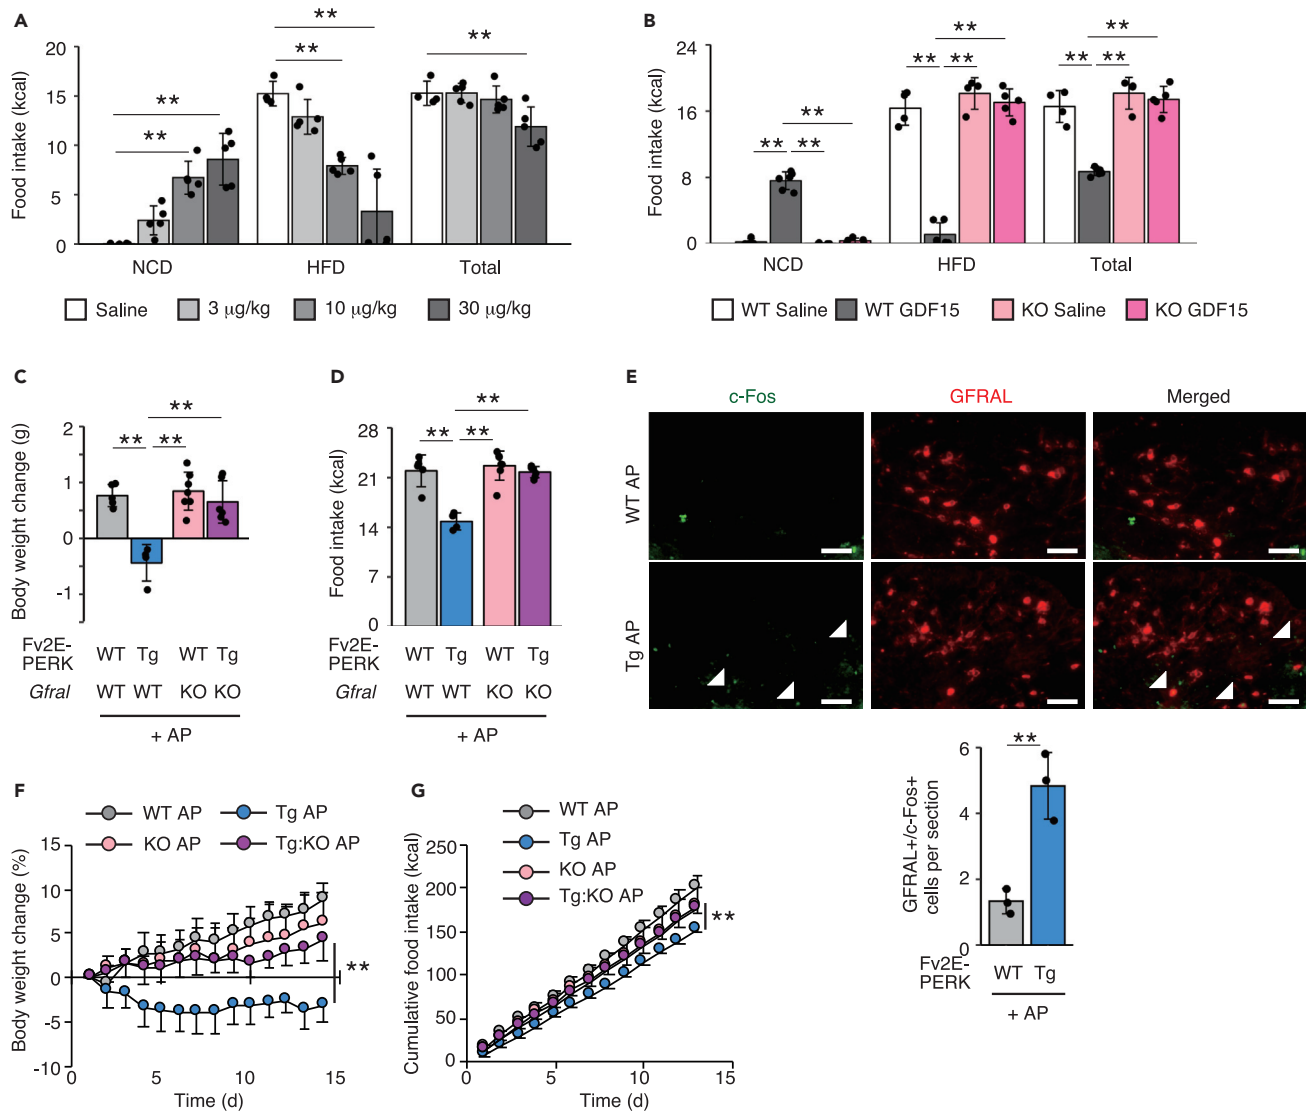 A
Food intake (kcal)
20
15
10
5
0
**
**
**
**
**
NCD
HFD
Total
Saline
3 μg/kg
10 μg/kg
30 μg/kg
B
Food intake (kcal)
24
16
8
0
**
**
**
**
**
**
**
**
**
NCD
HFD
Total
WT Saline
WT GDF15
KO Saline
KO GDF15
C
Body weight change (g)
2
1
0
-1
**
**
**
Fv2E-
PERK
WT
Tg
WT
Tg
Gfral
WT
WT
KO
KO
+ AP
D
Food intake (kcal)
28
21
14
7
0
**
**
**
WT
Tg
WT
Tg
Gfral
WT
WT
KO
KO
+ AP
E
c-Fos
GFRAL
Merged
WT AP
Tg AP
GFRAL+/c-Fos+
cells per section
6
4
2
0
**
Fv2E-
PERK
WT
Tg
+ AP
F
WT AP
Tg AP
KO AP
Tg:KO AP
Body weight change (%)
15
10
5
0
-5
-10
**
0
5
10
15
Time (d)
G
WT AP
Tg AP
KO AP
Tg:KO AP
Cumulative food intake (kcal)
250
200
150
100
50
0
**
0
5
10
15
Time (d)